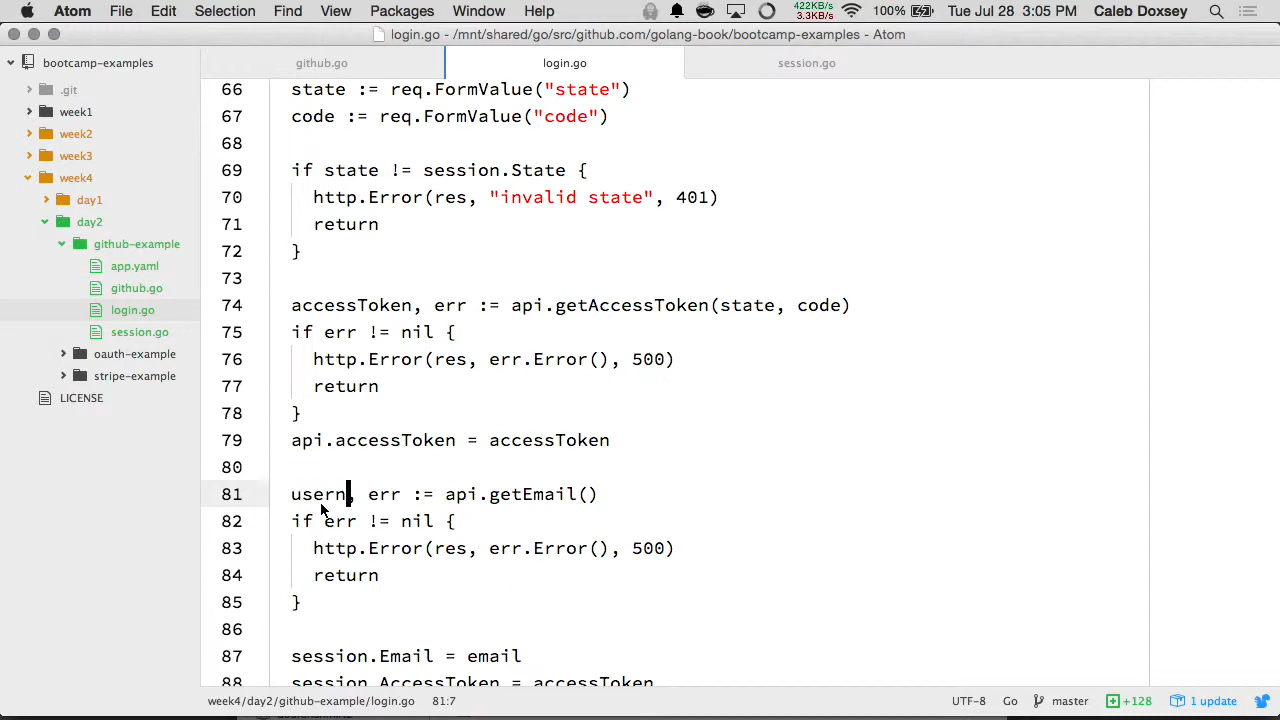 Atom File Edit Selection Find View Packages Window Help 422KB/s 3.3KB/s 100% Tue Jul 28 3:05 PM Caleb Doxsey
login.go - /mnt/shared/go/src/github.com/golang-book/bootcamp-examples - Atom
bootcamp-examples
.git
week1
week2
week3
week4
day1
day2
github-example
app.yaml
github.go
login.go
session.go
oauth-example
stripe-example
LICENSE
github.go login.go session.go
66 state := req.FormValue("state")
67 code := req.FormValue("code")
68
69 if state != session.State {
70 http.Error(res, "invalid state", 401)
71 return
72 }
73
74 accessToken, err := api.getAccessToken(state, code)
75 if err != nil {
76 http.Error(res, err.Error(), 500)
77 return
78 }
79 api.accessToken = accessToken
80
81 usern, err := api.getEmail()
82 if err != nil {
83 http.Error(res, err.Error(), 500)
84 return
85 }
86
87 session.Email = email
88 session.AccessToken = accessToken
week4/day2/github-example/login.go 81:7 UTF-8 Go master +128 1 update